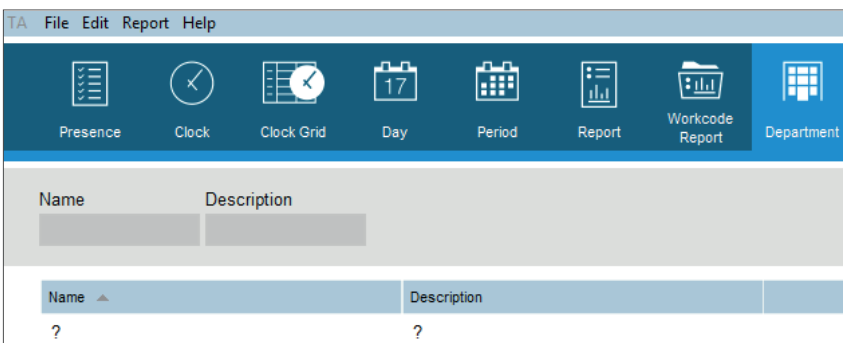 TA File Edit Report Help
17
Presence Clock Clock Grid Day Period Report Workcode Report Department
Name Description
Name Description
? ?